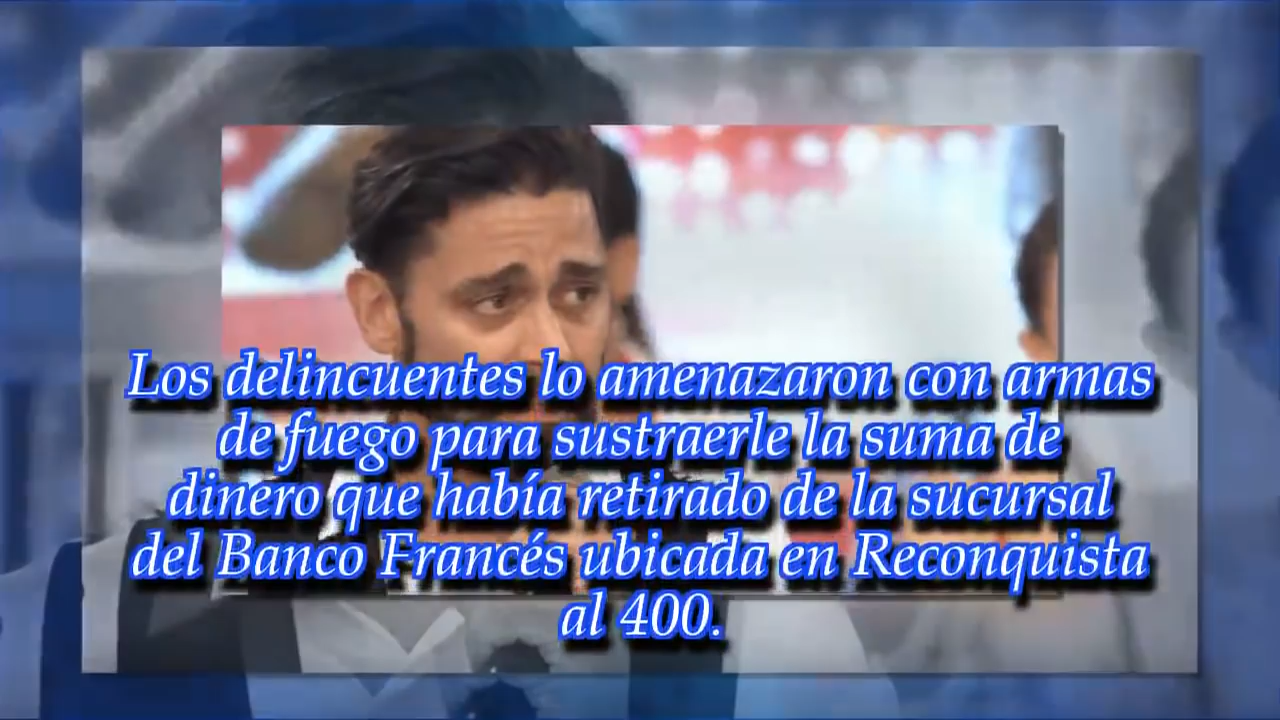 Los delincuentes lo amenazaron con armas
de fuego para sustraerle la suma de
dinero que había retirado de la sucursal
del Banco Francés ubicada en Reconquista
al 400.